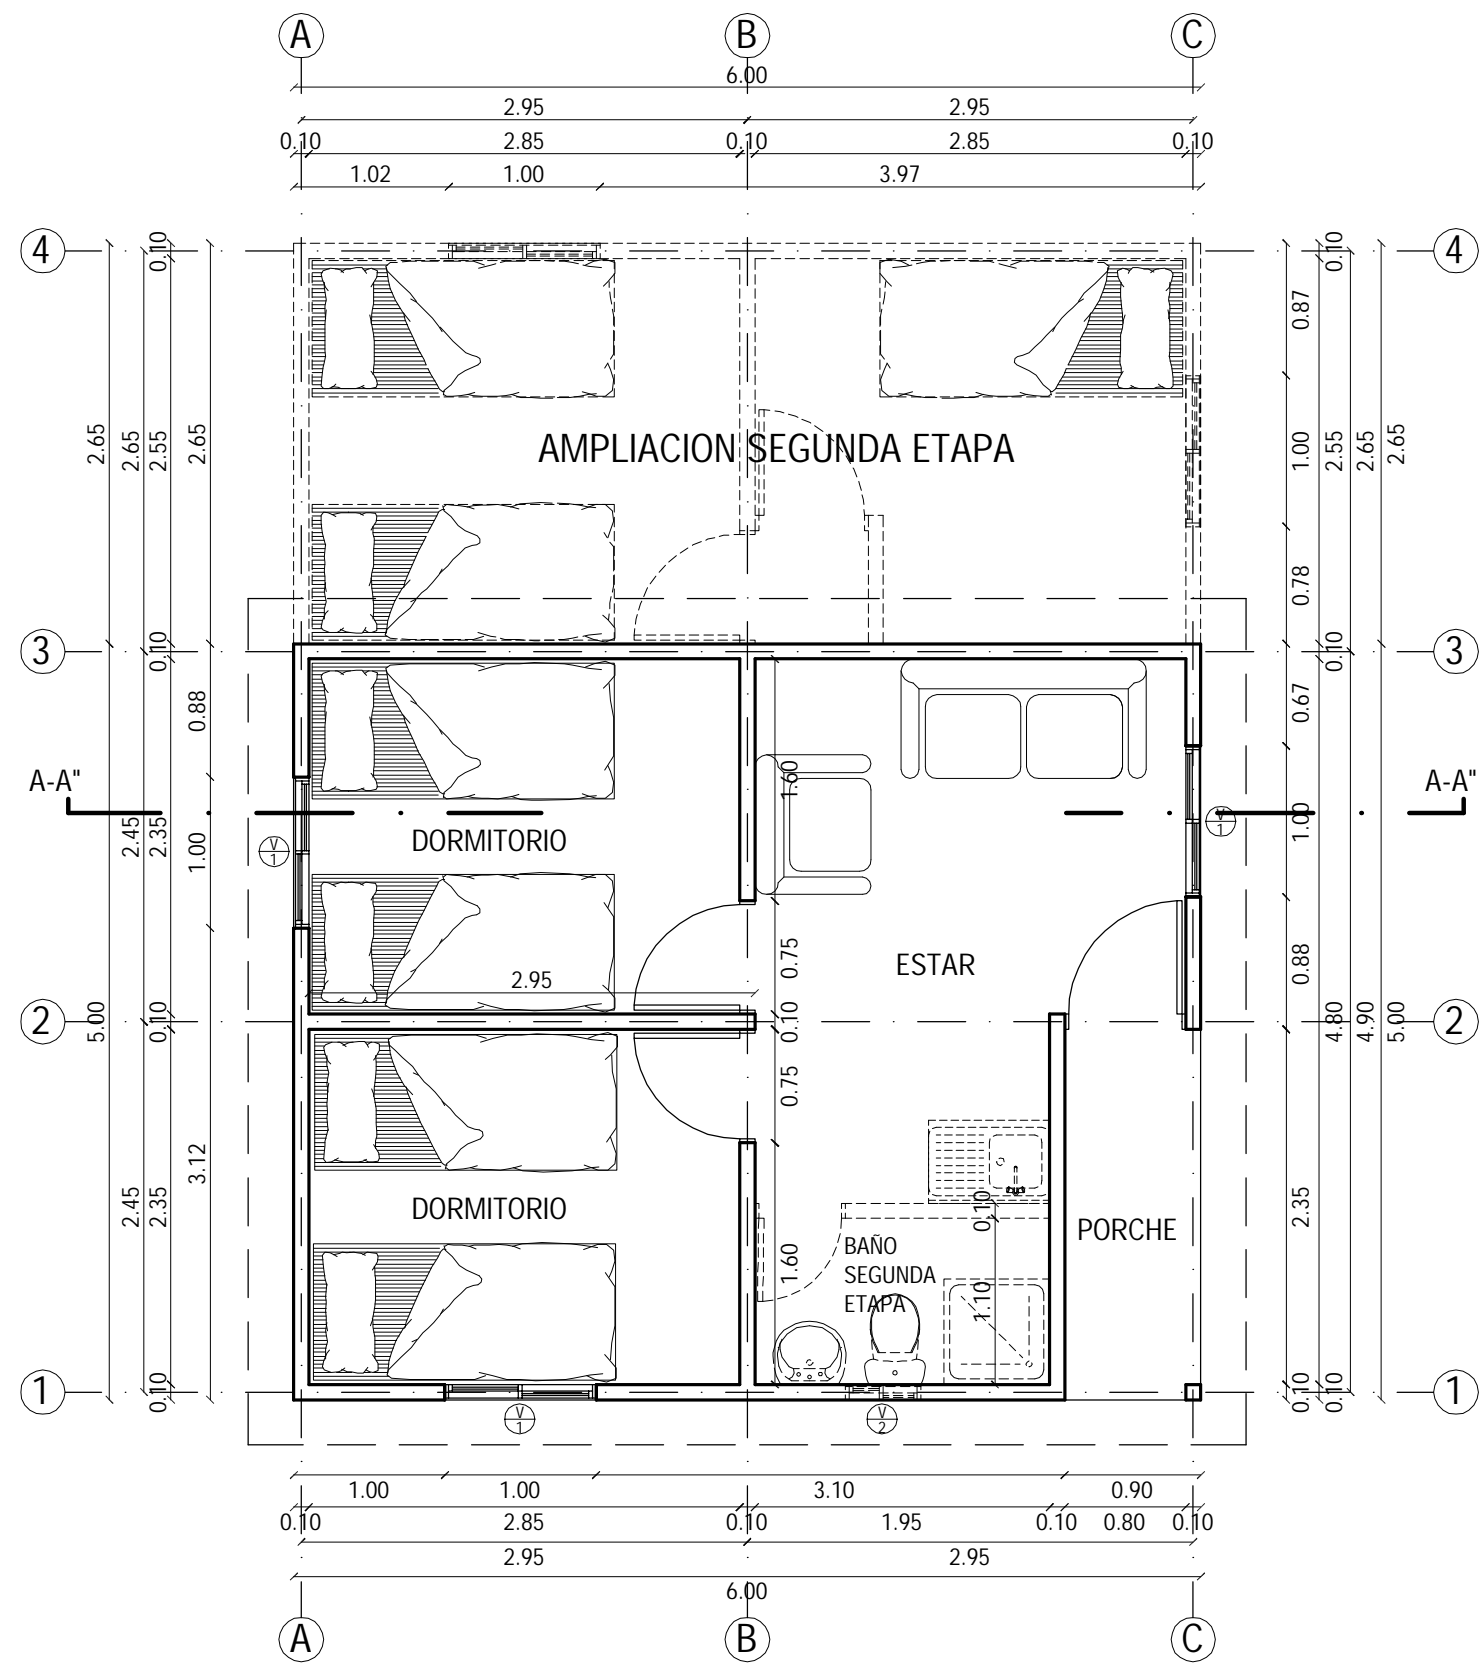 A B C
6.00
2.95 2.95
0.10 2.85 0.10 2.85 0.10
1.02 1.00 3.97
4 0.10 0.10 4
0.87
2.65 2.65 2.55 2.65
AMPLIACION SEGUNDA ETAPA
1.00 2.55 2.65 2.65
0.78
3 0.10 0.10 3
0.88 0.67
A-A" 1.60 A-A"
2.45 2.35 1.00
V
1
DORMITORIO
1.00
V
1
0.75 ESTAR 0.88
2.95
2 5.00 0.10 0.10 4.80 4.90 5.00 2
0.75
2.45 2.35 3.12
DORMITORIO
1.60
0.10
1.10
BAÑO
SEGUNDA
ETAPA
PORCHE
2.35
1 0.10 0.10 0.10 1
V
1
V
2
1.00 1.00 3.10 0.90
0.10 2.85 0.10 1.95 0.10 0.80 0.10
2.95 2.95
6.00
A B C